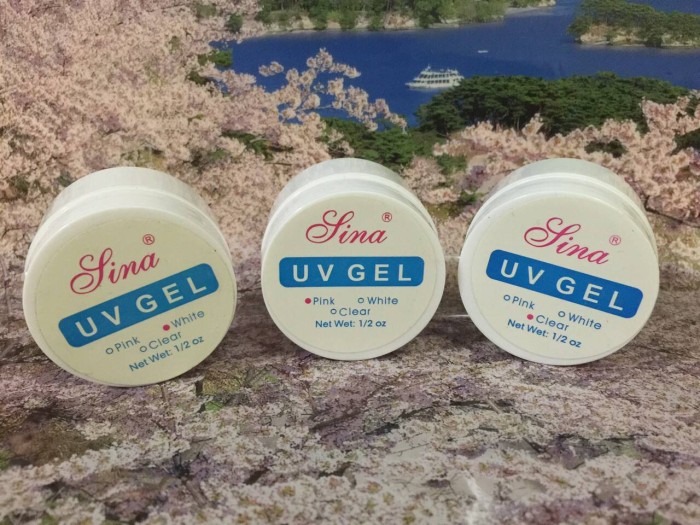 Sina®
UV GEL
Pink White
Clear
Net Wet: 1/2 oz
Sina®
UV GEL
Pink White
Clear
Net Wet: 1/2 oz
Sina®
UV GEL
Pink White
Clear
Net Wet: 1/2 oz